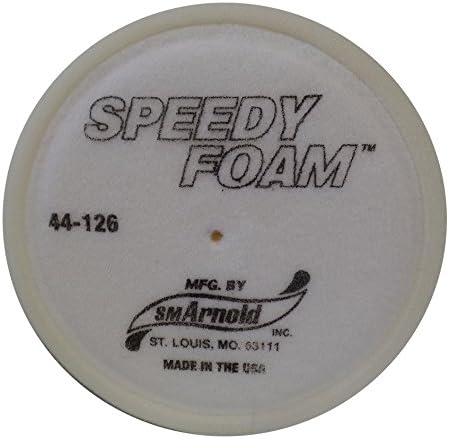 SPEEDY
FOAM™
44-126
MFG. BY
SMArnold
INC.
ST. LOUIS, MO. 63111
MADE IN THE USA